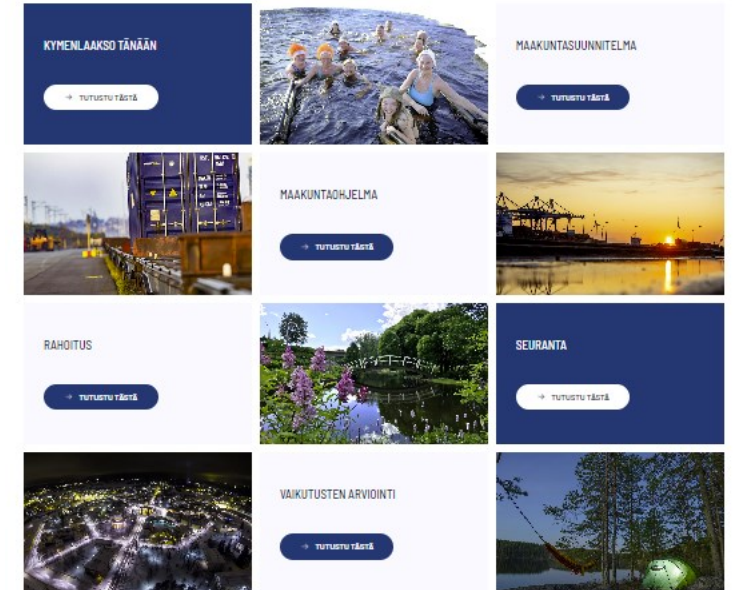 KYMENLAAKSO TÄNÄÄN
→ TUTUSTU TÄSTÄ
MAAKUNTASUUNNITELMA
→ TUTUSTU TÄSTÄ
MAAKUNTAOHJELMA
→ TUTUSTU TÄSTÄ
RAHOITUS
→ TUTUSTU TÄSTÄ
SEURANTA
→ TUTUSTU TÄSTÄ
VAIKUTUSTEN ARVIOINTI
→ TUTUSTU TÄSTÄ